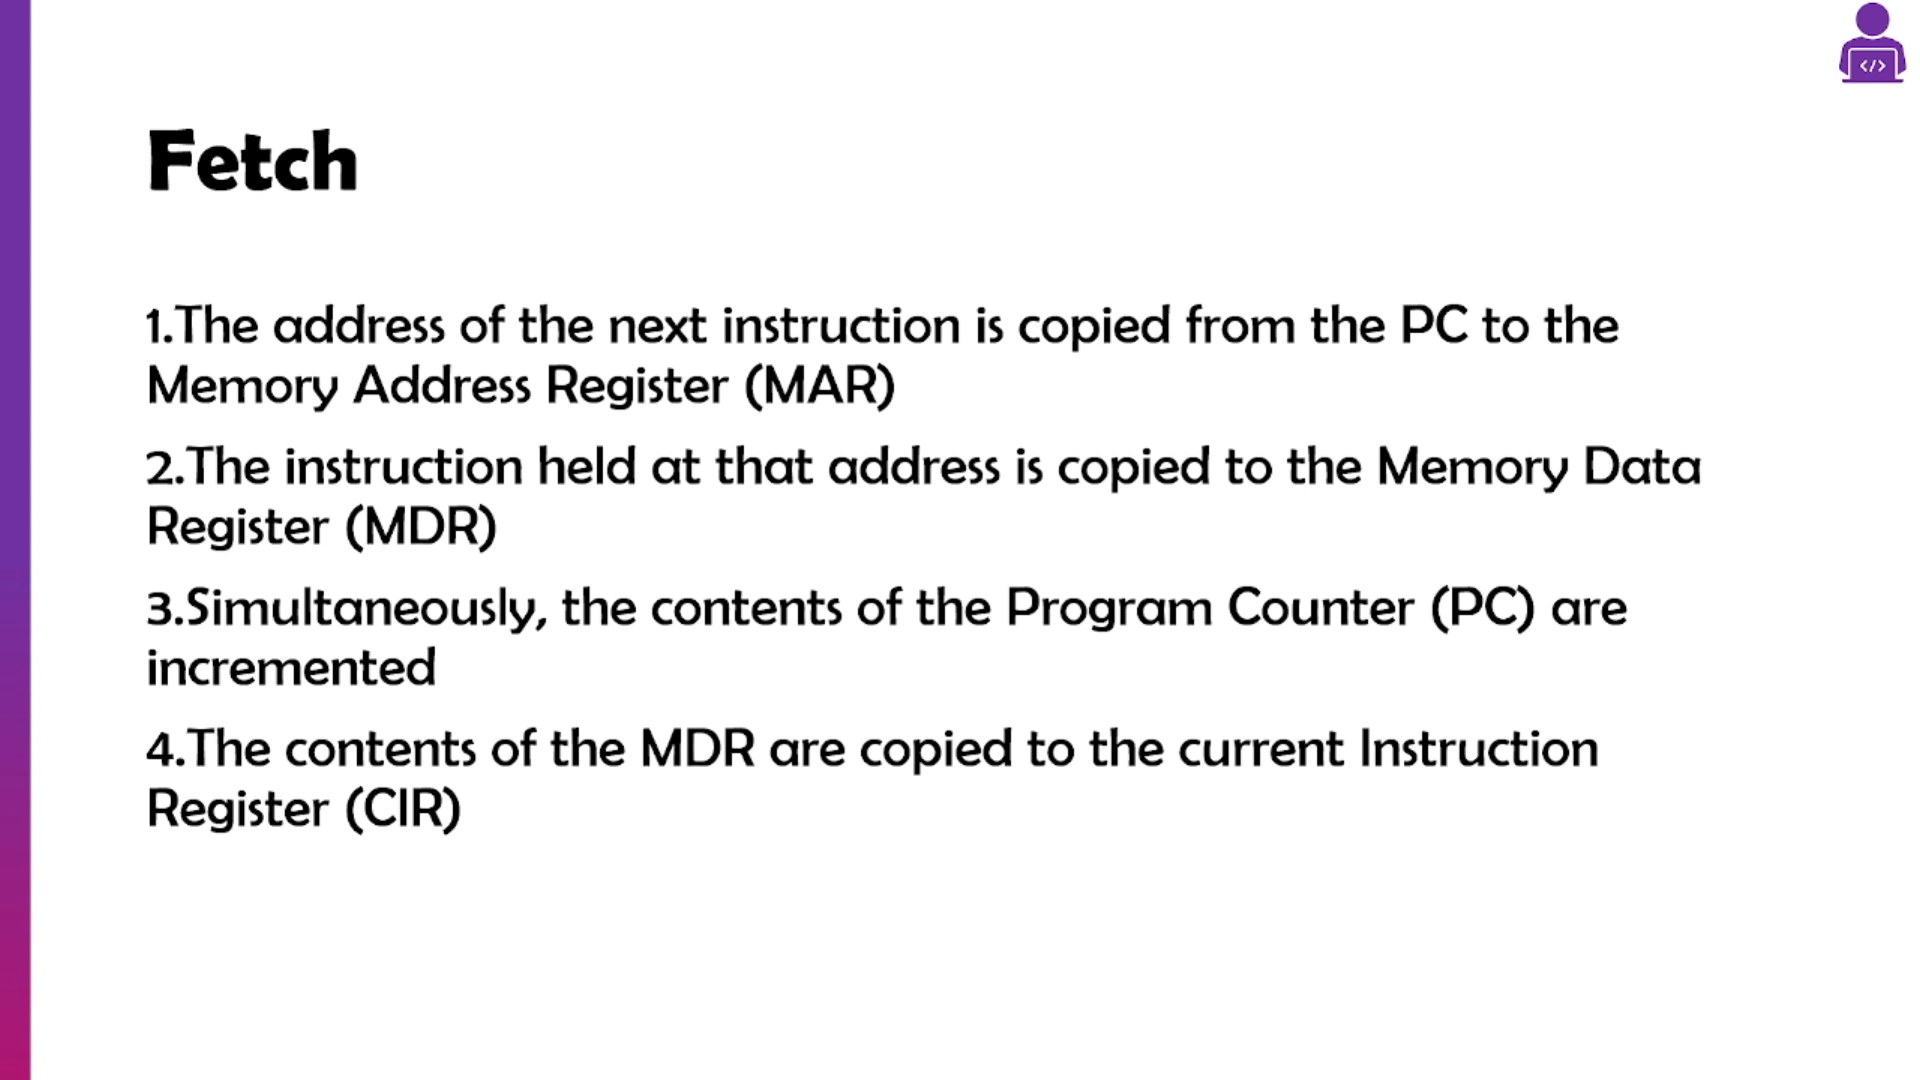 </>
Fetch
1.The address of the next instruction is copied from the PC to the
Memory Address Register (MAR)
2.The instruction held at that address is copied to the Memory Data
Register (MDR)
3.Simultaneously, the contents of the Program Counter (PC) are
incremented
4.The contents of the MDR are copied to the current Instruction
Register (CIR)